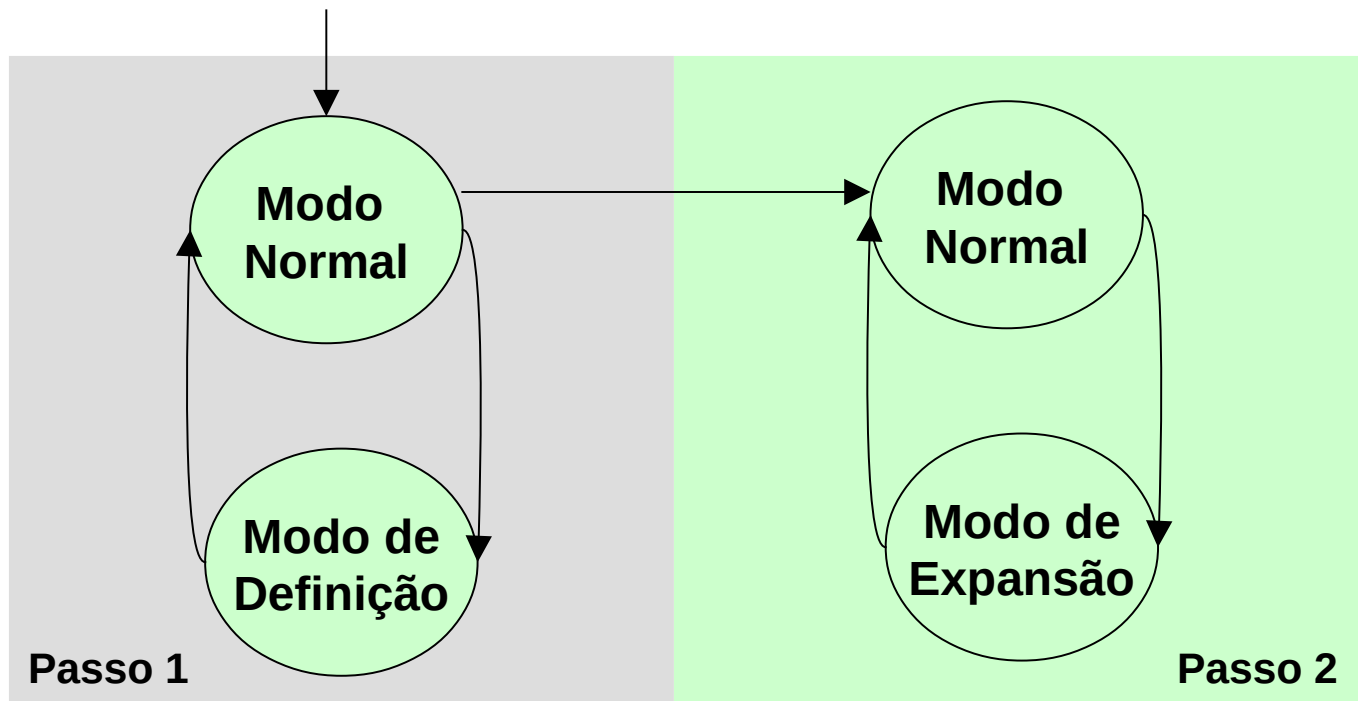 Modo
Normal
Modo de
Definição
Passo 1
Modo
Normal
Modo de
Expansão
Passo 2